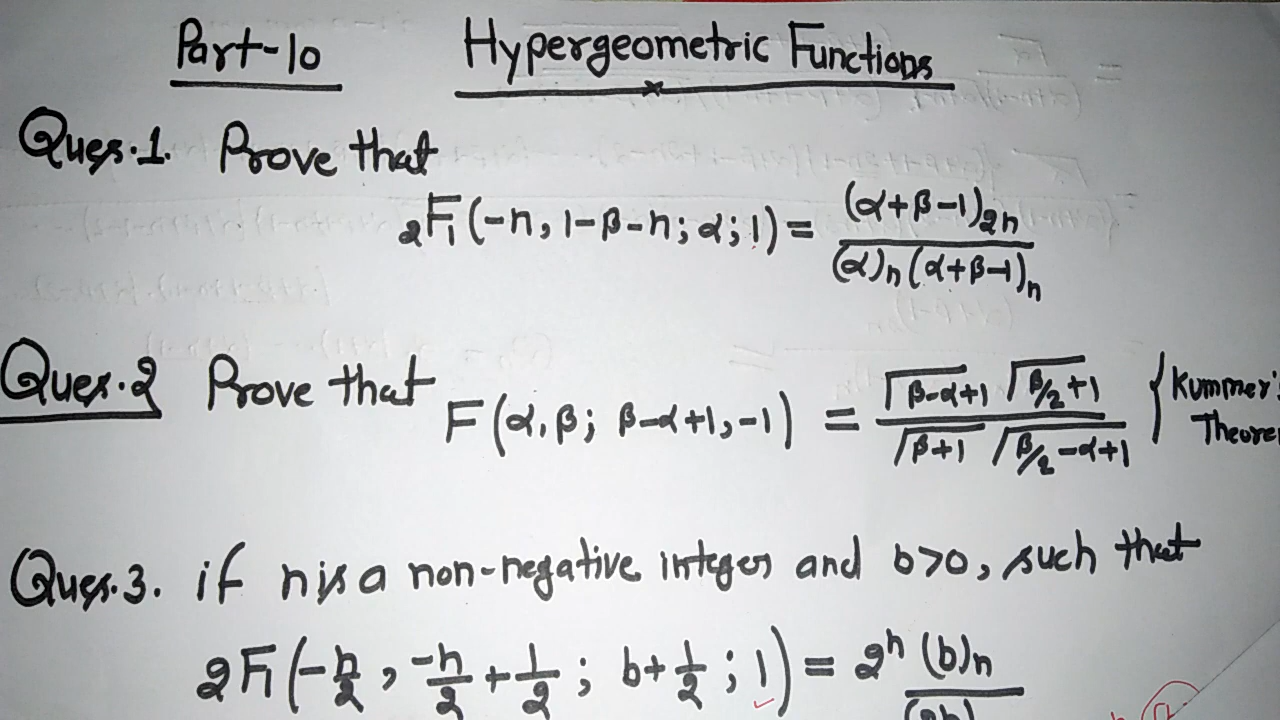 Part-10 Hypergeometric Functions
Ques.1. Prove that
₂F₁(-n, 1-β-n; α; 1) = (α+β-1)₂ₙ / (α)ₙ (α+β-1)ₙ
Ques.2 Prove that F(α, β; β-α+1, -1) = Γβ-α+1 Γβ/2+1 / Γβ+1 Γβ/2-α+1 { Kummer's Theore
Ques.3. if n is a non-negative integer and b>0, such that
2F₁(-n/2, -n/2 + 1/2; b+1/2; 1) = 2ⁿ (b)ₙ / (2b)